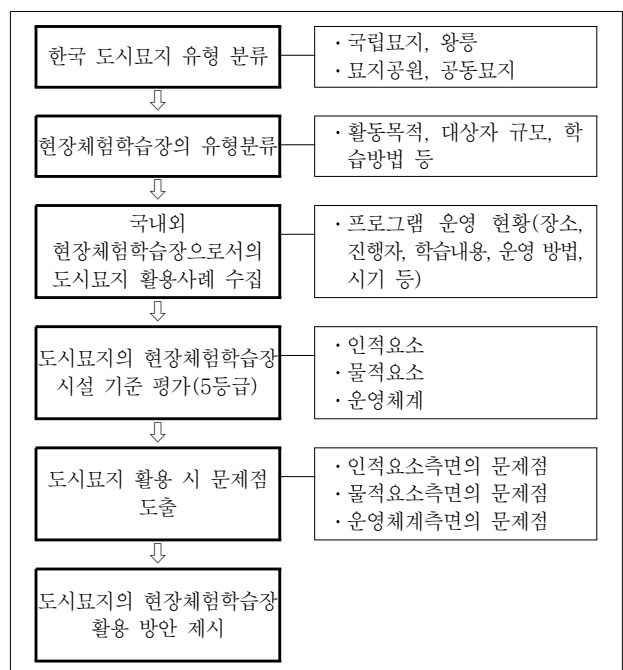 한국 도시묘지 유형 분류
· 국립묘지, 왕릉
· 묘지공원, 공동묘지
현장체험학습장의 유형분류
· 활동목적, 대상자 규모, 학
습방법 등
국내외
현장체험학습장으로서의
도시묘지 활용사례 수집
· 프로그램 운영 현황(장소,
진행자, 학습내용, 운영 방법,
시기 등)
도시묘지의 현장체험학습장
시설 기준 평가(5등급)
· 인적요소
· 물적요소
· 운영체계
도시묘지 활용 시 문제점
도출
· 인적요소측면의 문제점
· 물적요소측면의 문제점
· 운영체계측면의 문제점
도시묘지의 현장체험학습장
활용 방안 제시